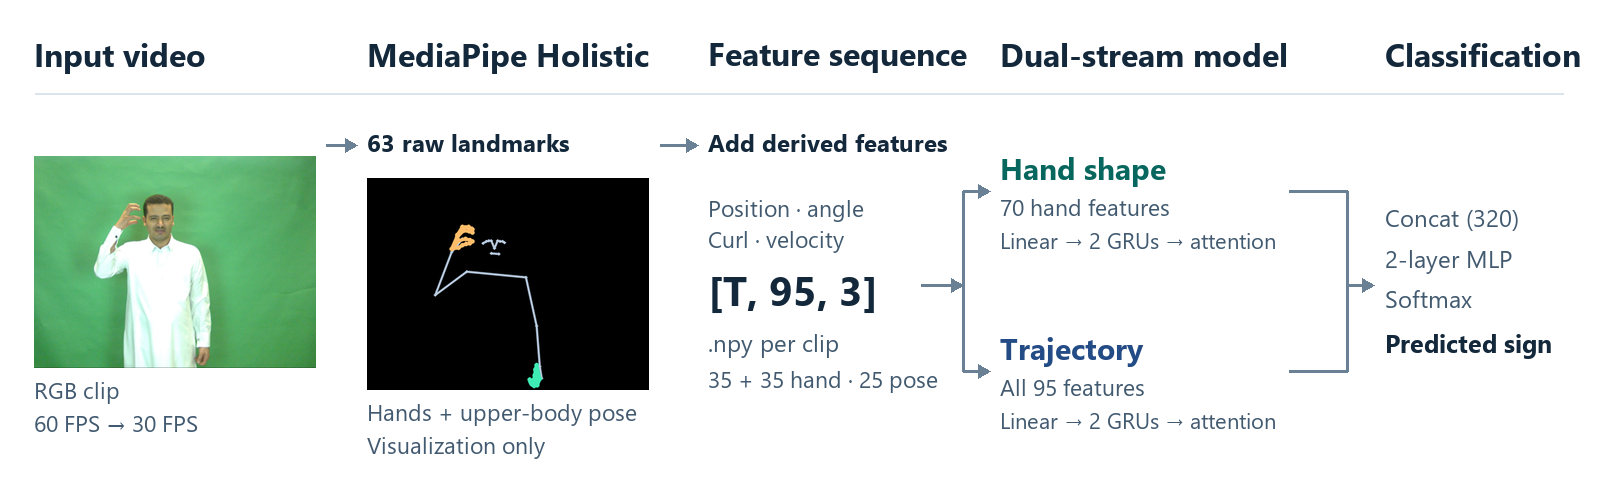 Input video
MediaPipe Holistic
Feature sequence
Dual-stream model
Classification
RGB clip
60 FPS → 30 FPS
63 raw landmarks
Hands + upper-body pose
Visualization only
Add derived features
Position · angle
Curl · velocity
[T, 95, 3]
.npy per clip
35 + 35 hand · 25 pose
Hand shape
70 hand features
Linear → 2 GRUs → attention
Trajectory
All 95 features
Linear → 2 GRUs → attention
Concat (320)
2-layer MLP
Softmax
Predicted sign